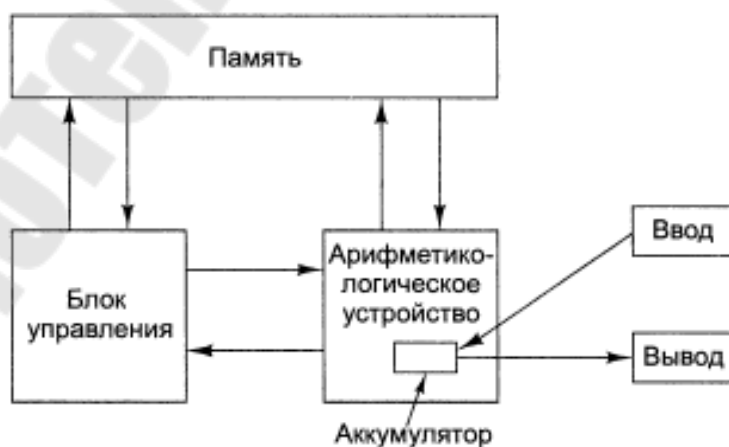 Память
Блок
управления
Арифметико-
логическое
устройство
Ввод
Вывод
Аккумулятор